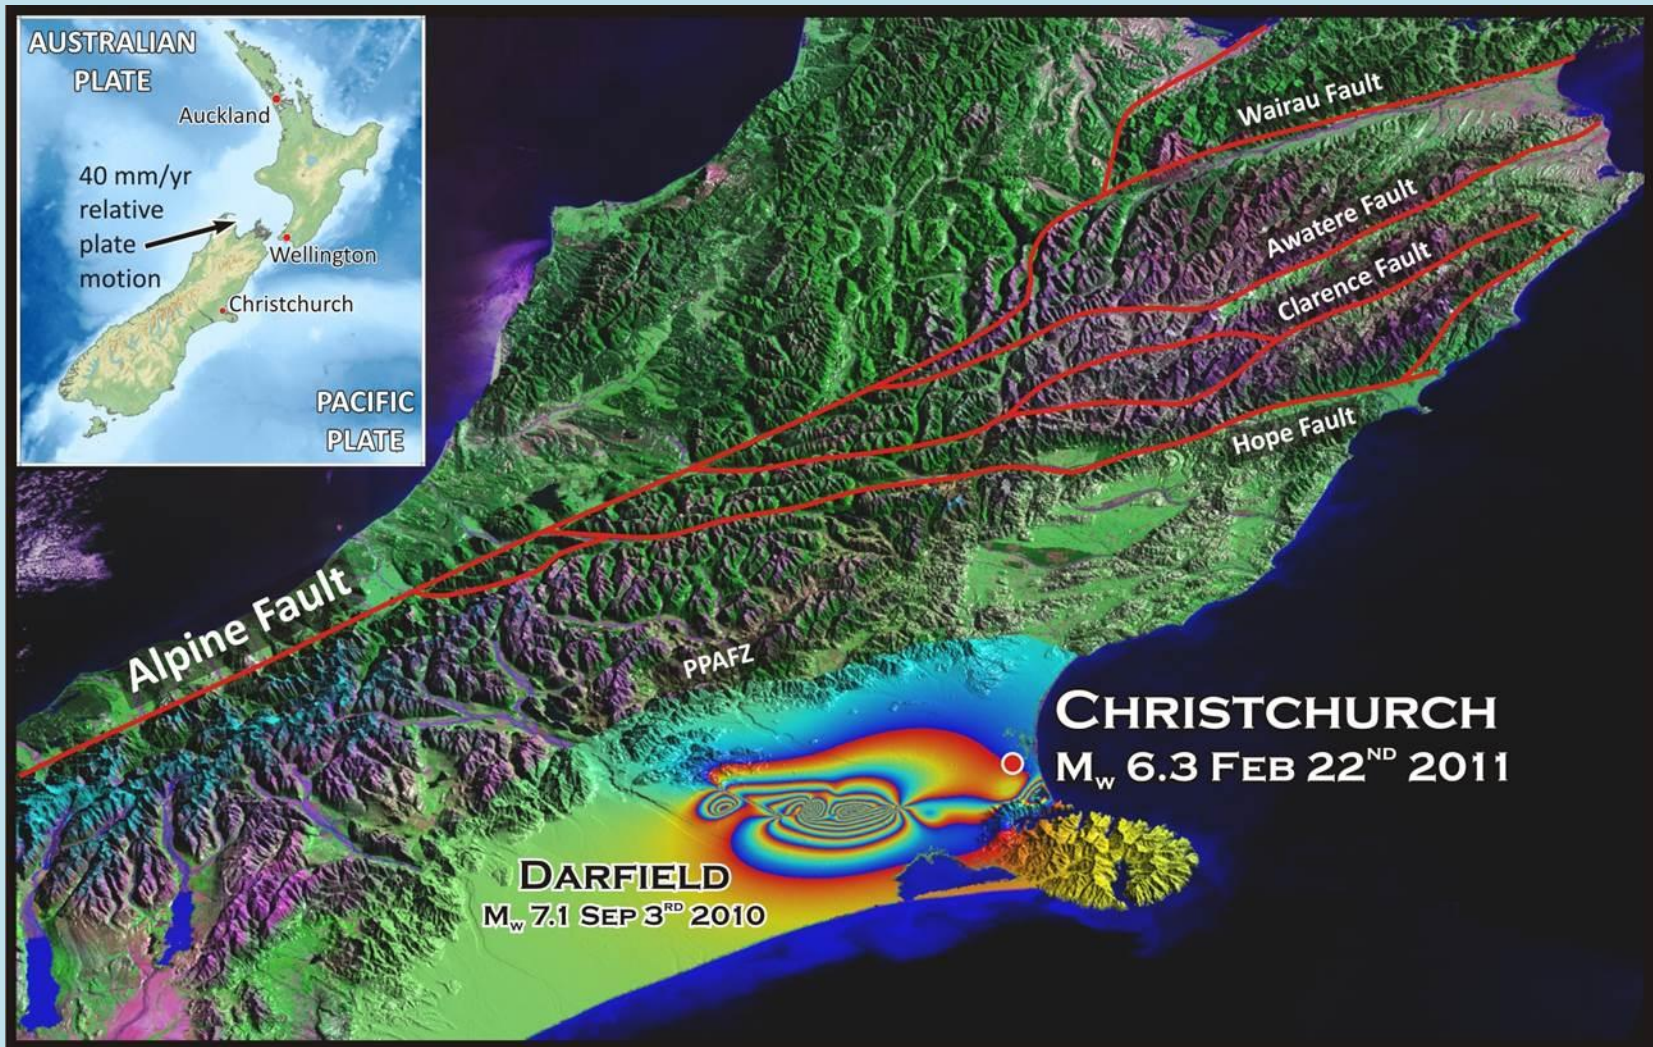 AUSTRALIAN
PLATE
Auckland
40 mm/yr
relative
plate
motion
Wellington
Christchurch
PACIFIC
PLATE
Wairau Fault
Awatere Fault
Clarence Fault
Hope Fault
Alpine Fault
PPAFZ
CHRISTCHURCH
Mw 6.3 FEB 22ND 2011
DARFIELD
Mw 7.1 SEP 3RD 2010